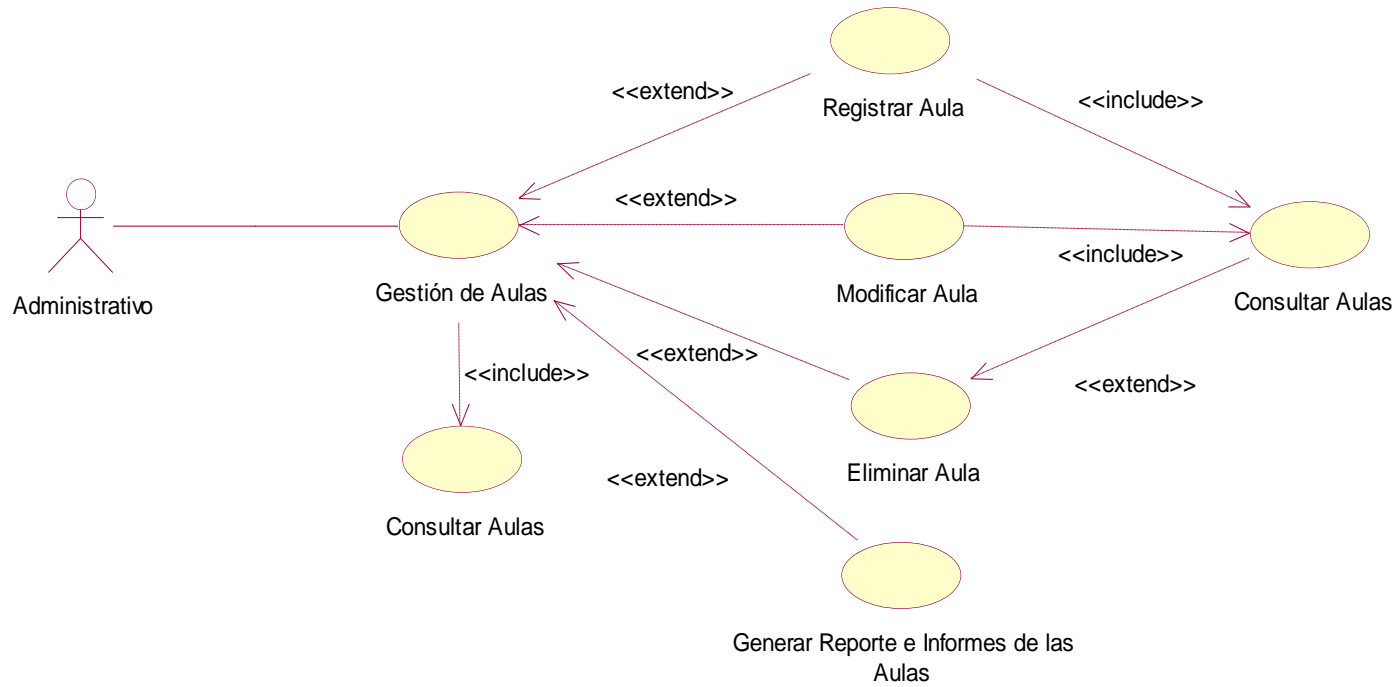 <<extend>>
Registrar Aula
<<include>>
<<extend>>
Administrativo
Gestión de Aulas
Modificar Aula
<<include>>
Consultar Aulas
<<include>>
<<extend>>
<<extend>>
Consultar Aulas
<<extend>>
Eliminar Aula
Generar Reporte e Informes de las
Aulas